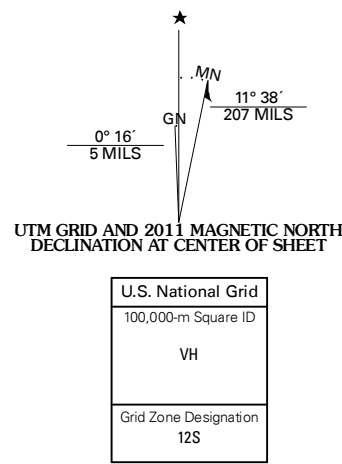 MN
GN
11° 38´
207 MILS
0° 16´
5 MILS
UTM GRID AND 2011 MAGNETIC NORTH
DECLINATION AT CENTER OF SHEET
U.S. National Grid
100,000-m Square ID
VH
Grid Zone Designation
12S